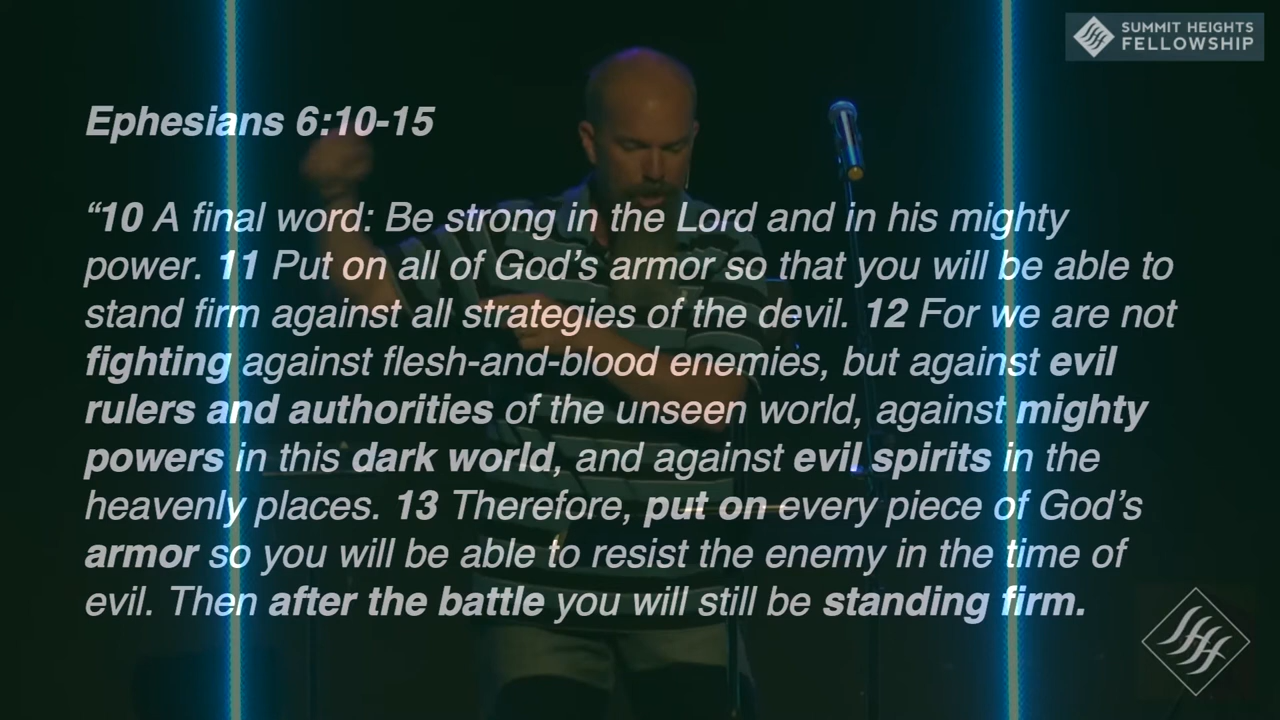 SUMMIT HEIGHTS
FELLOWSHIP
Ephesians 6:10-15
“10 A final word: Be strong in the Lord and in his mighty
power. 11 Put on all of God’s armor so that you will be able to
stand firm against all strategies of the devil. 12 For we are not
fighting against flesh-and-blood enemies, but against evil
rulers and authorities of the unseen world, against mighty
powers in this dark world, and against evil spirits in the
heavenly places. 13 Therefore, put on every piece of God’s
armor so you will be able to resist the enemy in the time of
evil. Then after the battle you will still be standing firm.